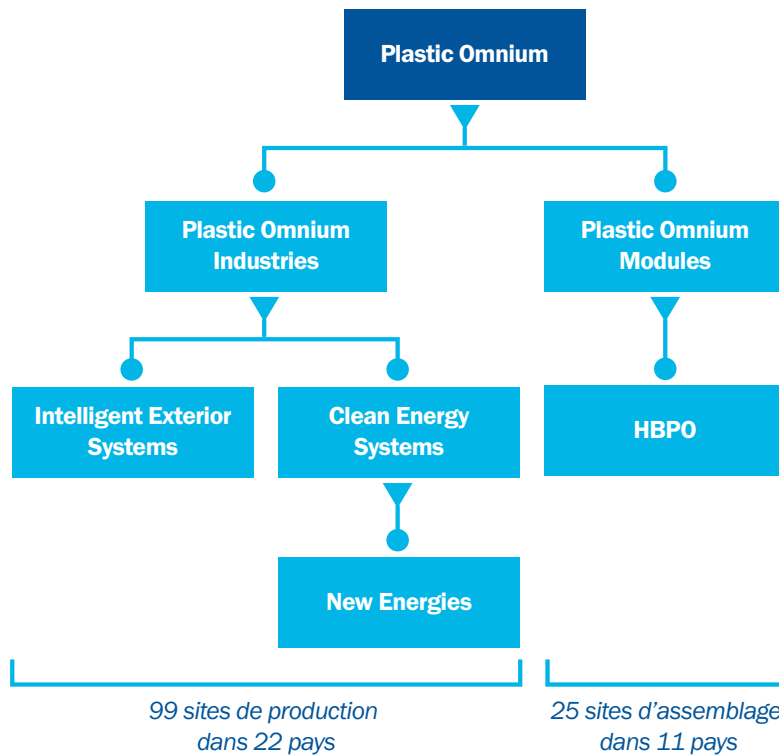 Plastic Omnium
Plastic Omnium
Industries
Plastic Omnium
Modules
Intelligent Exterior
Systems
Clean Energy
Systems
HBPO
New Energies
99 sites de production
dans 22 pays
25 sites d’assemblage
dans 11 pays